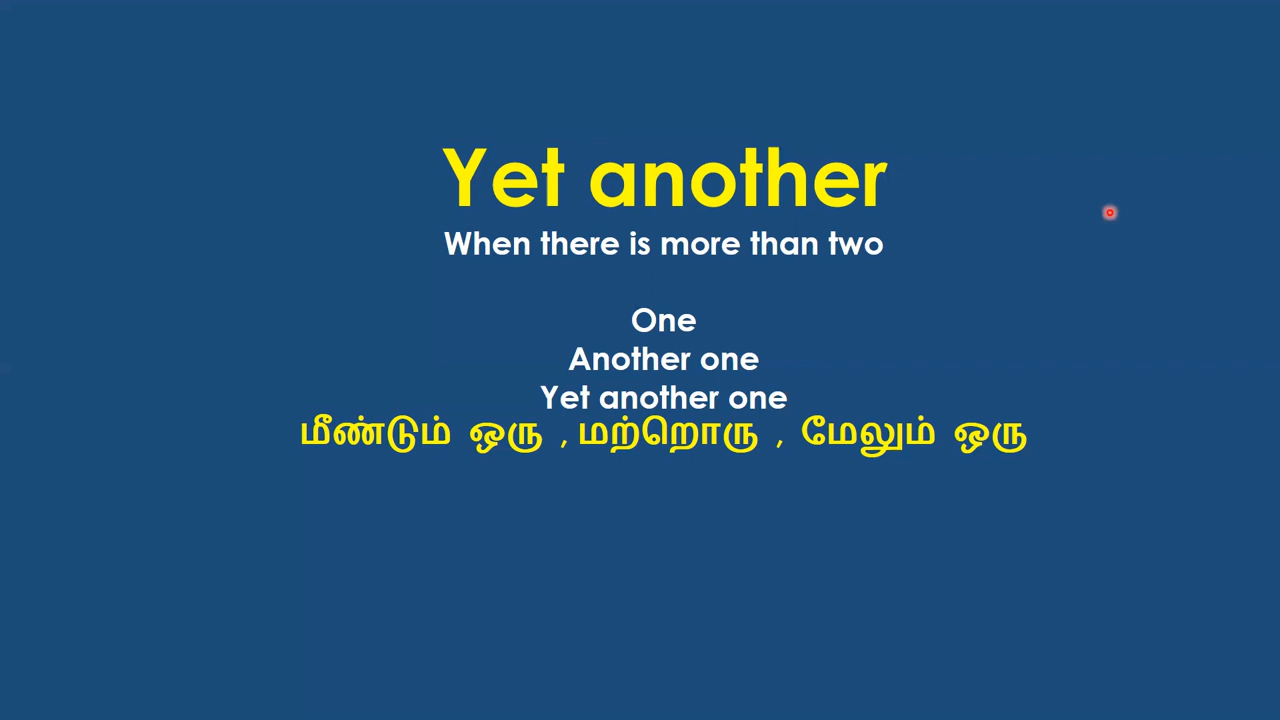 Yet another
When there is more than two
One
Another one
Yet another one
மீண்டும் ஒரு , மற்றொரு , மேலும் ஒரு